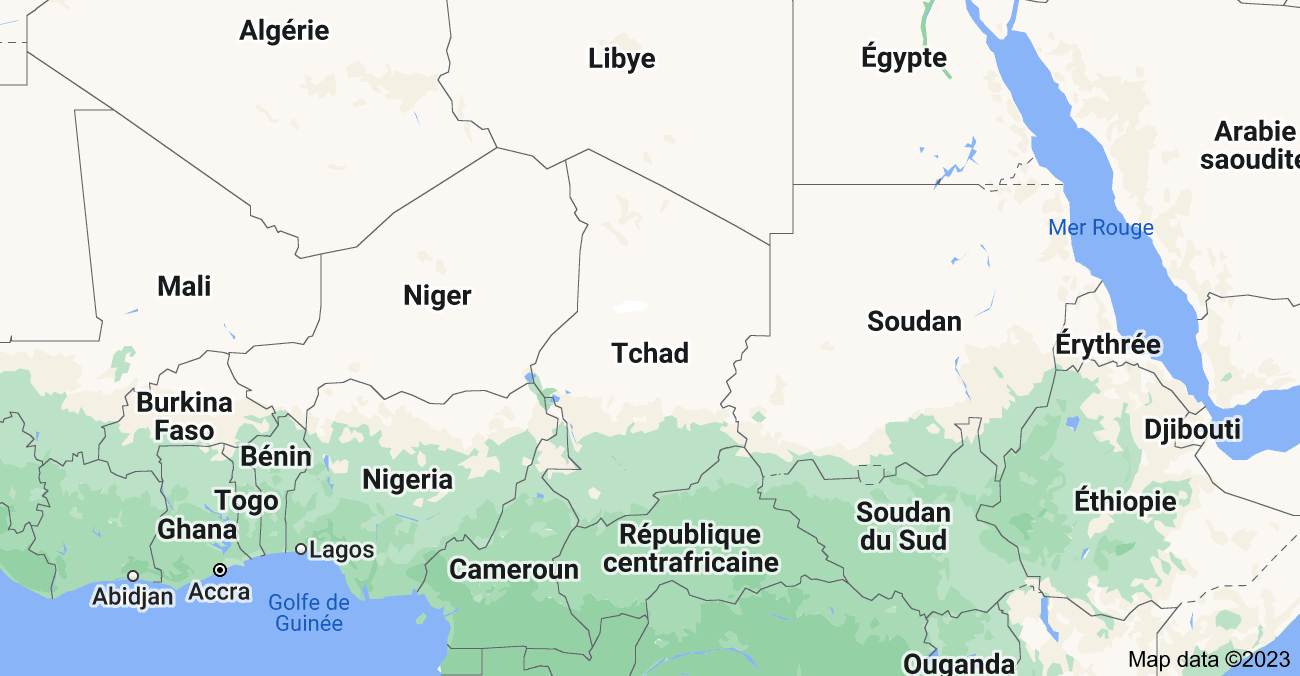 Algérie
Libye
Égypte
Arabie
saoudite
Mer Rouge
Mali
Niger
Soudan
Érythrée
Tchad
Burkina
Faso
Djibouti
Bénin
Nigeria
Togo
Éthiopie
Ghana
Soudan
du Sud
République
centrafricaine
Lagos
Cameroun
Abidjan
Accra
Golfe de
Guinée
Ouganda
Map data ©2023